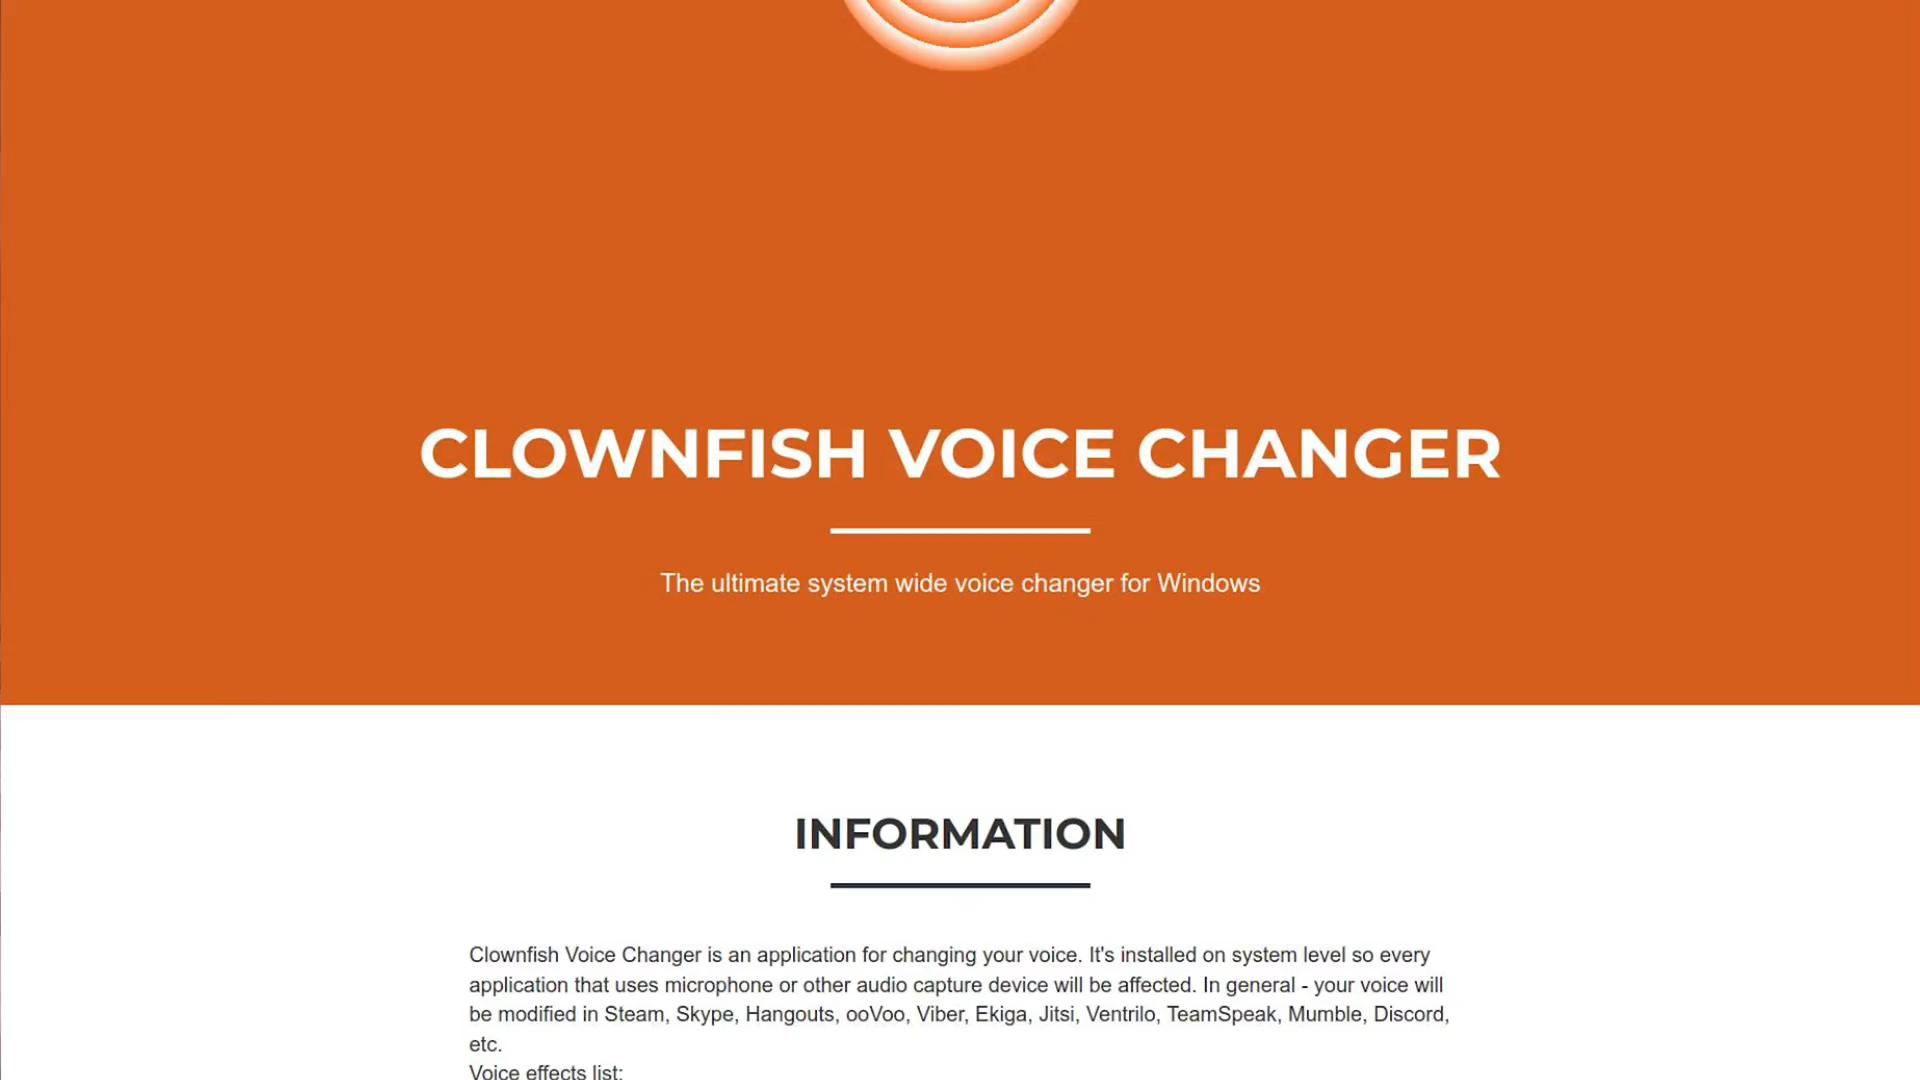 CLOWNFISH VOICE CHANGER
The ultimate system wide voice changer for Windows
INFORMATION
Clownfish Voice Changer is an application for changing your voice. It's installed on system level so every
application that uses microphone or other audio capture device will be affected. In general - your voice will
be modified in Steam, Skype, Hangouts, ooVoo, Viber, Ekiga, Jitsi, Ventrilo, TeamSpeak, Mumble, Discord,
etc.
Voice effects list: